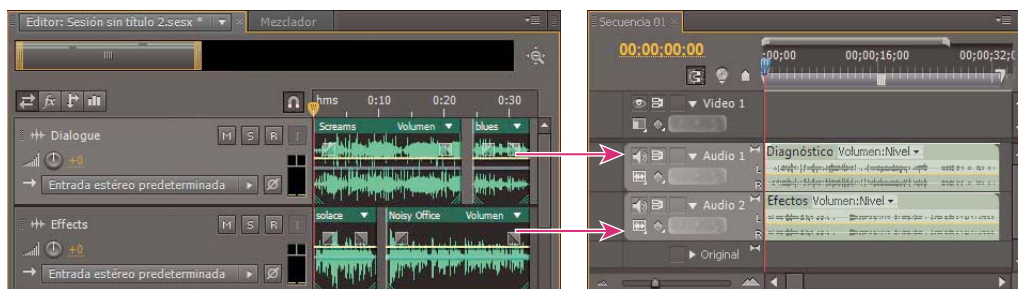 Editor: Sesión sin título 2.sesx *
Mezclador
hms 0:10 0:20 0:30
Dialogue
M S R I
+0
Entrada estéreo predeterminada
Screams Volumen
blues
Effects
M S R I
+0
Entrada estéreo predeterminada
solace
Noisy Office Volumen
Secuencia 01
00;00;00;00
;00;00 00;00;16;00 00;00;32;0
Video 1
Audio 1
Diagnóstico Volumen:Nivel
L
R
Audio 2
Efectos Volumen:Nivel
L
R
Original